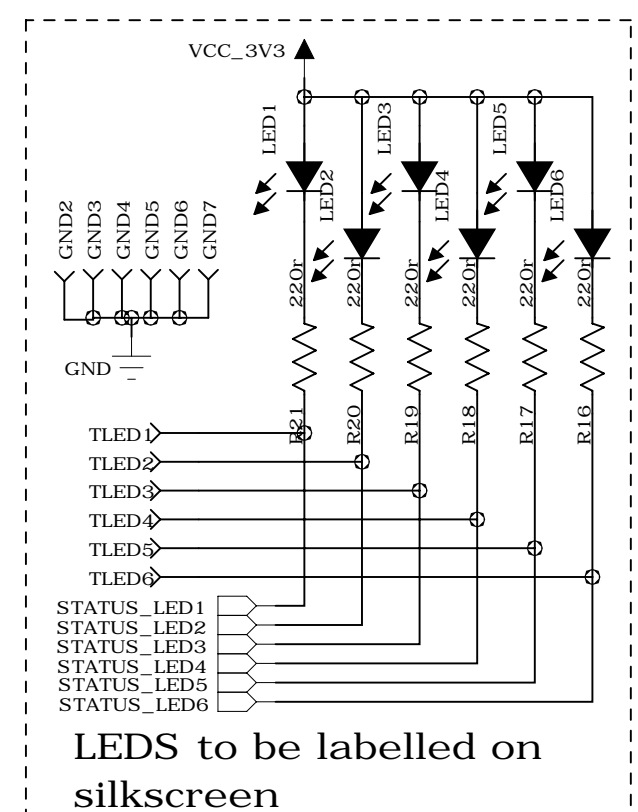 VCC_3V3
LED1
LED2
LED3
LED4
LED5
LED6
GND2
GND3
GND4
GND5
GND6
GND7
GND
220r
220r
220r
220r
220r
220r
R21
R20
R19
R18
R17
R16
TLED1
TLED2
TLED3
TLED4
TLED5
TLED6
STATUS_LED1
STATUS_LED2
STATUS_LED3
STATUS_LED4
STATUS_LED5
STATUS_LED6
LEDS to be labelled on
silkscreen